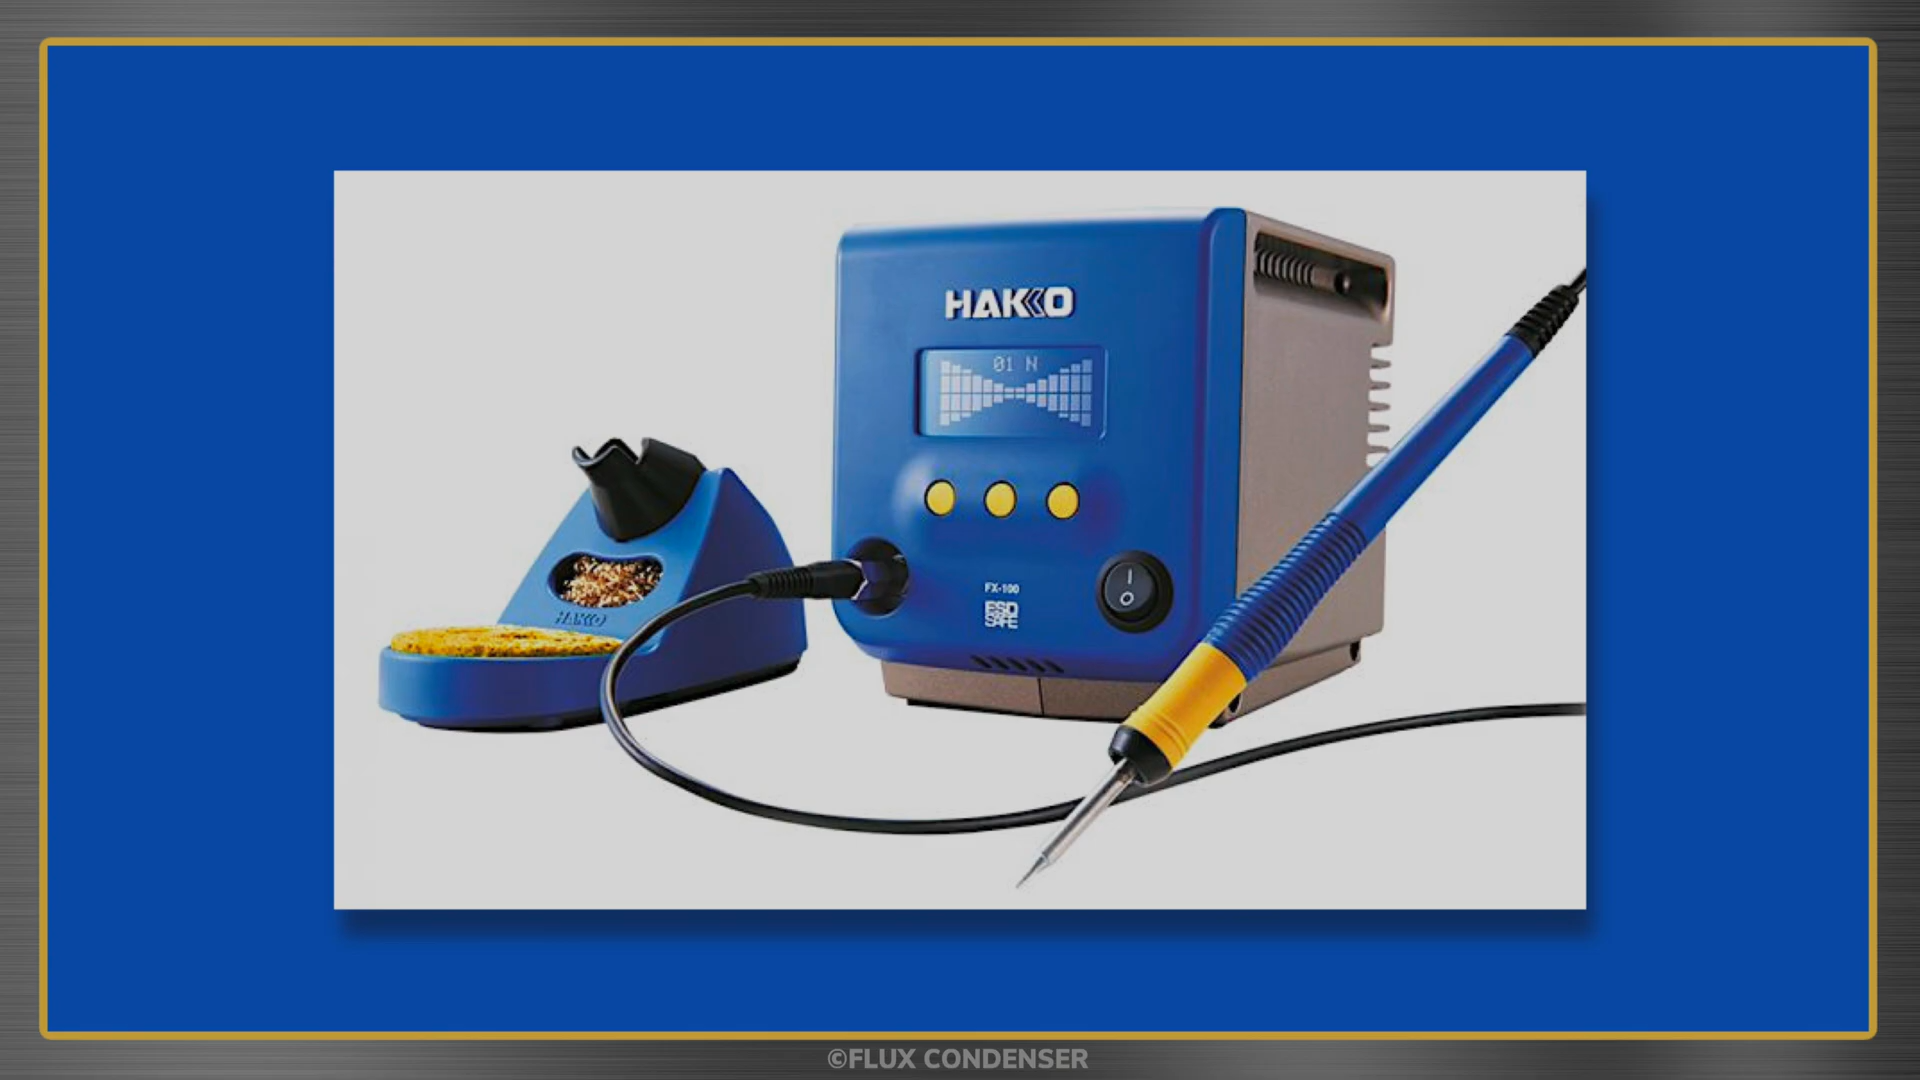 HAKKO
01 N
FX-100
ESD
SAFE
I
O
HAKKO
©FLUX CONDENSER